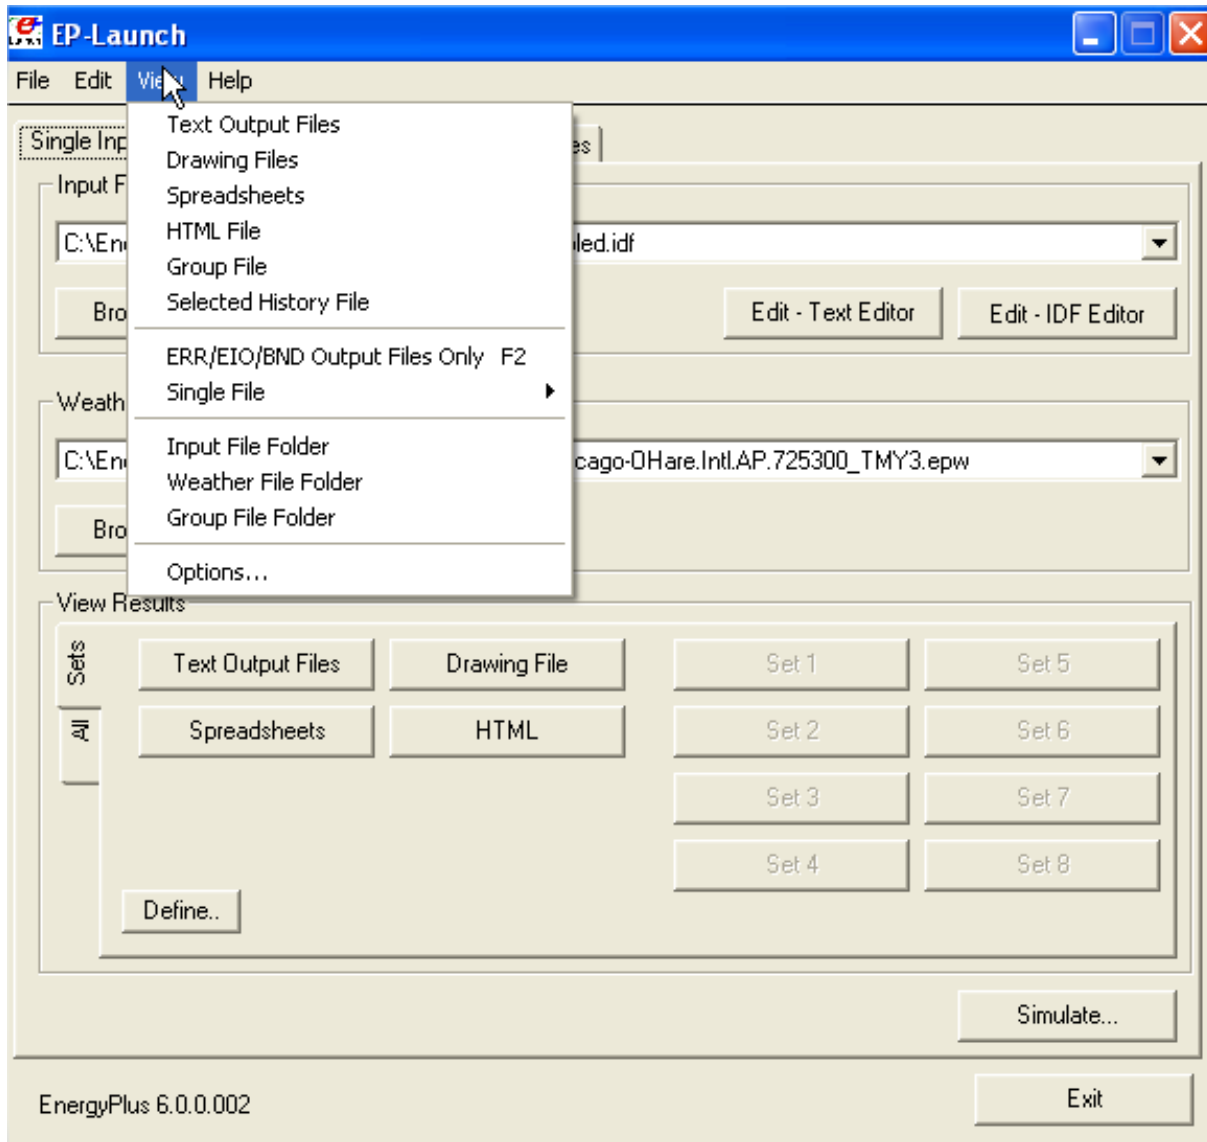 EP-Launch
File Edit View Help
Text Output Files
Drawing Files
Spreadsheets
HTML File
Group File
Selected History File
ERR/EIO/BND Output Files Only F2
Single File
Input File Folder
Weather File Folder
Group File Folder
Options...
Single Inp es
Input F
C:\En led.idf
Bro Edit - Text Editor Edit - IDF Editor
Weath
C:\En cago-OHare.Intl.AP.725300_TMY3.epw
Bro
View Results
Sets
All
Text Output Files Drawing File Set 1 Set 5
Spreadsheets HTML Set 2 Set 6
Set 3 Set 7
Set 4 Set 8
Define..
Simulate...
EnergyPlus 6.0.0.002 Exit